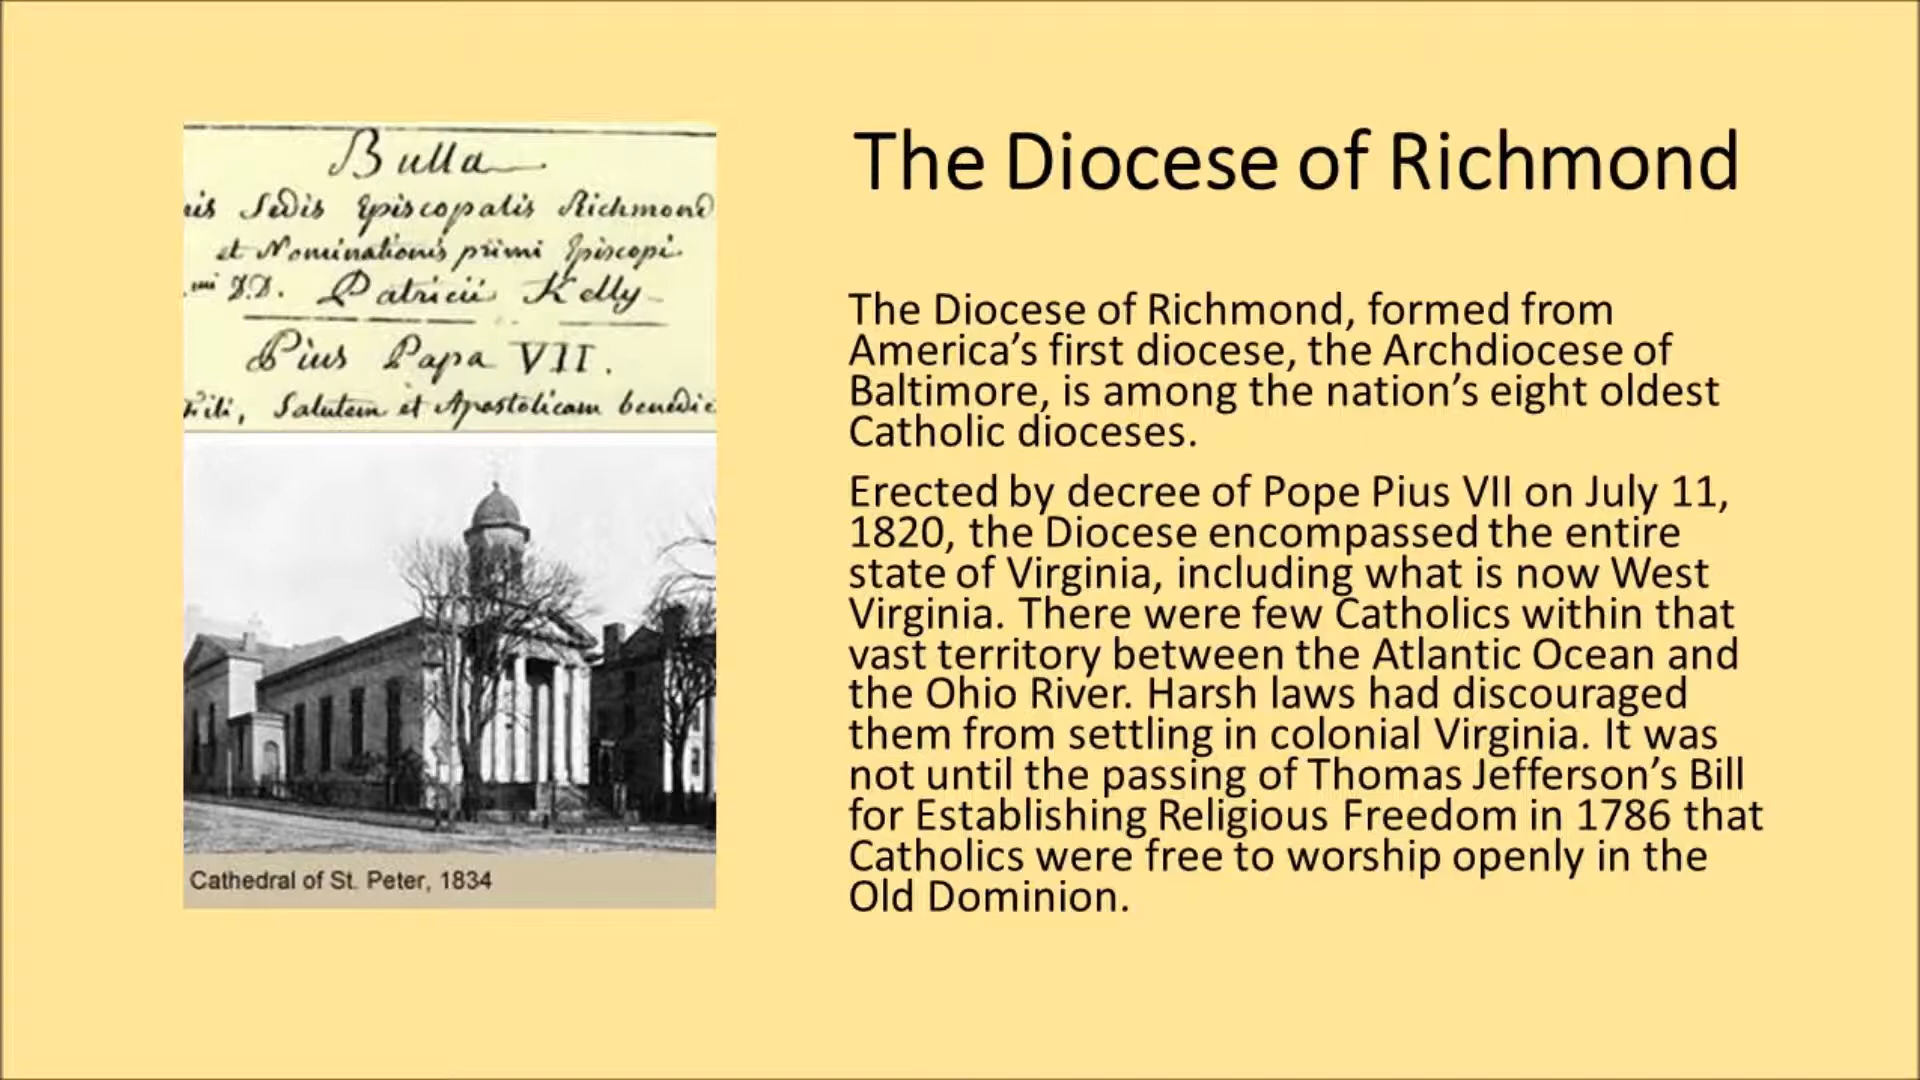 Bulla
nis Sedis Episcopalis Richmond
et Nominationis primi Episcopi
mi D.D. Patricii Kelly
Pius Papa VII.
Fili, Salutem et Apostolicam benedic
Cathedral of St. Peter, 1834
The Diocese of Richmond
The Diocese of Richmond, formed from
America’s first diocese, the Archdiocese of
Baltimore, is among the nation’s eight oldest
Catholic dioceses.
Erected by decree of Pope Pius VII on July 11,
1820, the Diocese encompassed the entire
state of Virginia, including what is now West
Virginia. There were few Catholics within that
vast territory between the Atlantic Ocean and
the Ohio River. Harsh laws had discouraged
them from settling in colonial Virginia. It was
not until the passing of Thomas Jefferson’s Bill
for Establishing Religious Freedom in 1786 that
Catholics were free to worship openly in the
Old Dominion.